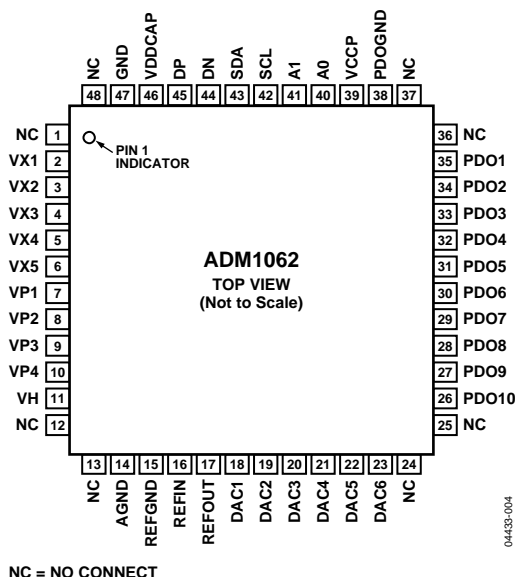 NC
GND
VDDCAP
DP
DN
SDA
SCL
A1
A0
VCCP
PDOGND
NC
48 47 46 45 44 43 42 41 40 39 38 37
NC 1
VX1 2
VX2 3
VX3 4
VX4 5
VX5 6
VP1 7
VP2 8
VP3 9
VP4 10
VH 11
NC 12
PIN 1
INDICATOR
ADM1062
TOP VIEW
(Not to Scale)
36 NC
35 PDO1
34 PDO2
33 PDO3
32 PDO4
31 PDO5
30 PDO6
29 PDO7
28 PDO8
27 PDO9
26 PDO10
25 NC
13 14 15 16 17 18 19 20 21 22 23 24
NC
AGND
REFGND
REFIN
REFOUT
DAC1
DAC2
DAC3
DAC4
DAC5
DAC6
NC
04433-004
NC = NO CONNECT